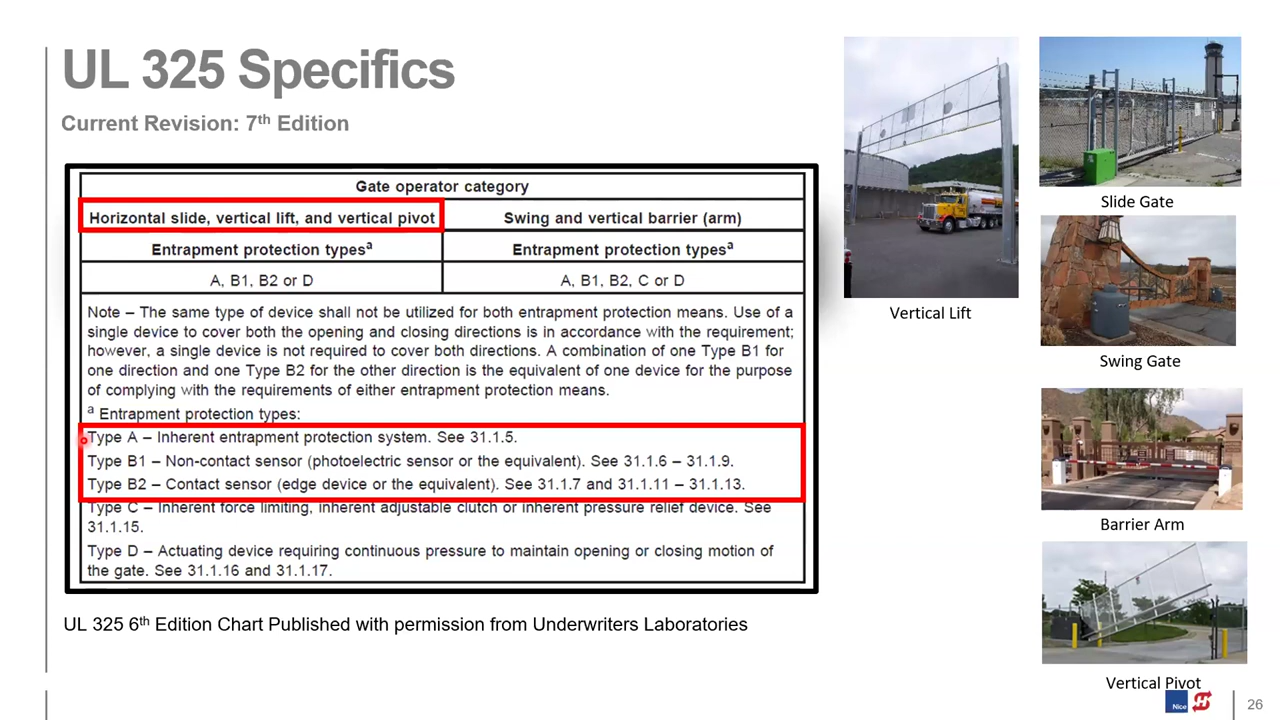 UL 325 Specifics
Current Revision: 7th Edition
Gate operator category
Horizontal slide, vertical lift, and vertical pivot
Swing and vertical barrier (arm)
Entrapment protection typesa
Entrapment protection typesa
A, B1, B2 or D
A, B1, B2, C or D
Note – The same type of device shall not be utilized for both entrapment protection means. Use of a
single device to cover both the opening and closing directions is in accordance with the requirement;
however, a single device is not required to cover both directions. A combination of one Type B1 for
one direction and one Type B2 for the other direction is the equivalent of one device for the purpose
of complying with the requirements of either entrapment protection means.
a Entrapment protection types:
Type A – Inherent entrapment protection system. See 31.1.5.
Type B1 – Non-contact sensor (photoelectric sensor or the equivalent). See 31.1.6 – 31.1.9.
Type B2 – Contact sensor (edge device or the equivalent). See 31.1.7 and 31.1.11 – 31.1.13.
Type C – Inherent force limiting, inherent adjustable clutch or inherent pressure relief device. See
31.1.15.
Type D – Actuating device requiring continuous pressure to maintain opening or closing motion of
the gate. See 31.1.16 and 31.1.17.
UL 325 6th Edition Chart Published with permission from Underwriters Laboratories
Vertical Lift
Slide Gate
Swing Gate
Barrier Arm
Vertical Pivot
Nice
H
26